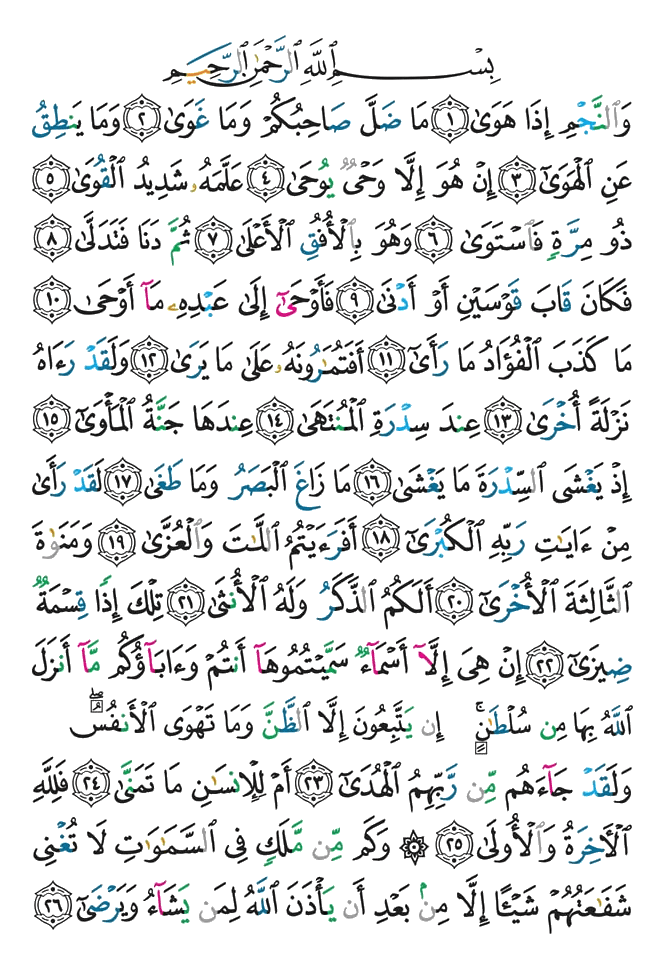 بِسْمِ ٱللَّهِ ٱلرَّحْمَٰنِ ٱلرَّحِيمِ
وَٱلنَّجْمِ إِذَا هَوَىٰ ١ مَا ضَلَّ صَاحِبُكُمْ وَمَا غَوَىٰ ٢ وَمَا يَنطِقُ
عَنِ ٱلْهَوَىٰٓ ٣ إِنْ هُوَ إِلَّا وَحْىٌ يُوحَىٰ ٤ عَلَّمَهُۥ شَدِيدُ ٱلْقُوَىٰ ٥
ذُو مِرَّةٍ فَٱسْتَوَىٰ ٦ وَهُوَ بِٱلْأُفُقِ ٱلْأَعْلَىٰ ٧ ثُمَّ دَنَا فَتَدَلَّىٰ ٨
فَكَانَ قَابَ قَوْسَيْنِ أَوْ أَدْنَىٰ ٩ فَأَوْحَىٰٓ إِلَىٰ عَبْدِهِۦ مَآ أَوْحَىٰ ١٠
مَا كَذَبَ ٱلْفُؤَادُ مَا رَأَىٰٓ ١١ أَفَتُمَٰرُونَهُۥ عَلَىٰ مَا يَرَىٰ ١٢ وَلَقَدْ رَءَاهُ
نَزْلَةً أُخْرَىٰ ١٣ عِندَ سِدْرَةِ ٱلْمُنتَهَىٰ ١٤ عِندَهَا جَنَّةُ ٱلْمَأْوَىٰٓ ١٥
إِذْ يَغْشَى ٱلسِّدْرَةَ مَا يَغْشَىٰ ١٦ مَا زَاغَ ٱلْبَصَرُ وَمَا طَغَىٰ ١٧ لَقَدْ رَأَىٰ
مِنْ ءَايَٰتِ رَبِّهِ ٱلْكُبْرَىٰٓ ١٨ أَفَرَءَيْتُمُ ٱللَّٰتَ وَٱلْعُزَّىٰ ١٩ وَمَنَوٰةَ
ٱلثَّالِثَةَ ٱلْأُخْرَىٰٓ ٢٠ أَلَكُمُ ٱلذَّكَرُ وَلَهُ ٱلْأُنثَىٰ ٢١ تِلْكَ إِذًا قِسْمَةٌ
ضِيزَىٰٓ ٢٢ إِنْ هِىَ إِلَّآ أَسْمَآءٌ سَمَّيْتُمُوهَآ أَنتُمْ وَءَابَآؤُكُم مَّآ أَنزَلَ
ٱللَّهُ بِهَا مِن سُلْطَٰنٍ ۚ إِن يَتَّبِعُونَ إِلَّا ٱلظَّنَّ وَمَا تَهْوَى ٱلْأَنفُسُ ۖ
وَلَقَدْ جَآءَهُم مِّن رَّبِّهِمُ ٱلْهُدَىٰٓ ٢٣ أَمْ لِلْإِنسَٰنِ مَا تَمَنَّىٰ ٢٤ فَلِلَّهِ
ٱلْءَاخِرَةُ وَٱلْأُولَىٰ ٢٥ ۞ وَكَم مِّن مَّلَكٍ فِى ٱلسَّمَٰوَٰتِ لَا تُغْنِى
شَفَٰعَتُهُمْ شَيْـًٔا إِلَّا مِنۢ بَعْدِ أَن يَأْذَنَ ٱللَّهُ لِمَن يَشَآءُ وَيَرْضَىٰٓ ٢٦